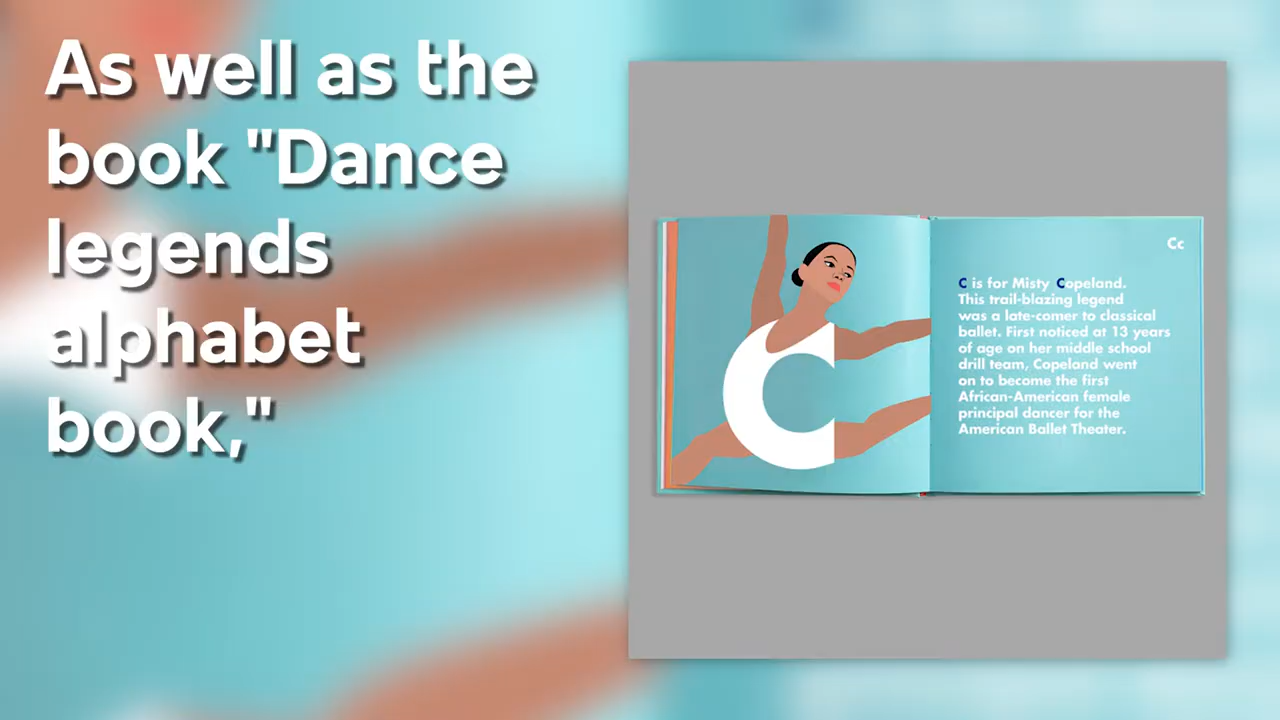 As well as the
book "Dance
legends
alphabet
book,"
Cc
C is for Misty Copeland.
This trail-blazing legend
was a late-comer to classical
ballet. First noticed at 13 years
of age on her middle school
drill team, Copeland went
on to become the first
African-American female
principal dancer for the
American Ballet Theater.